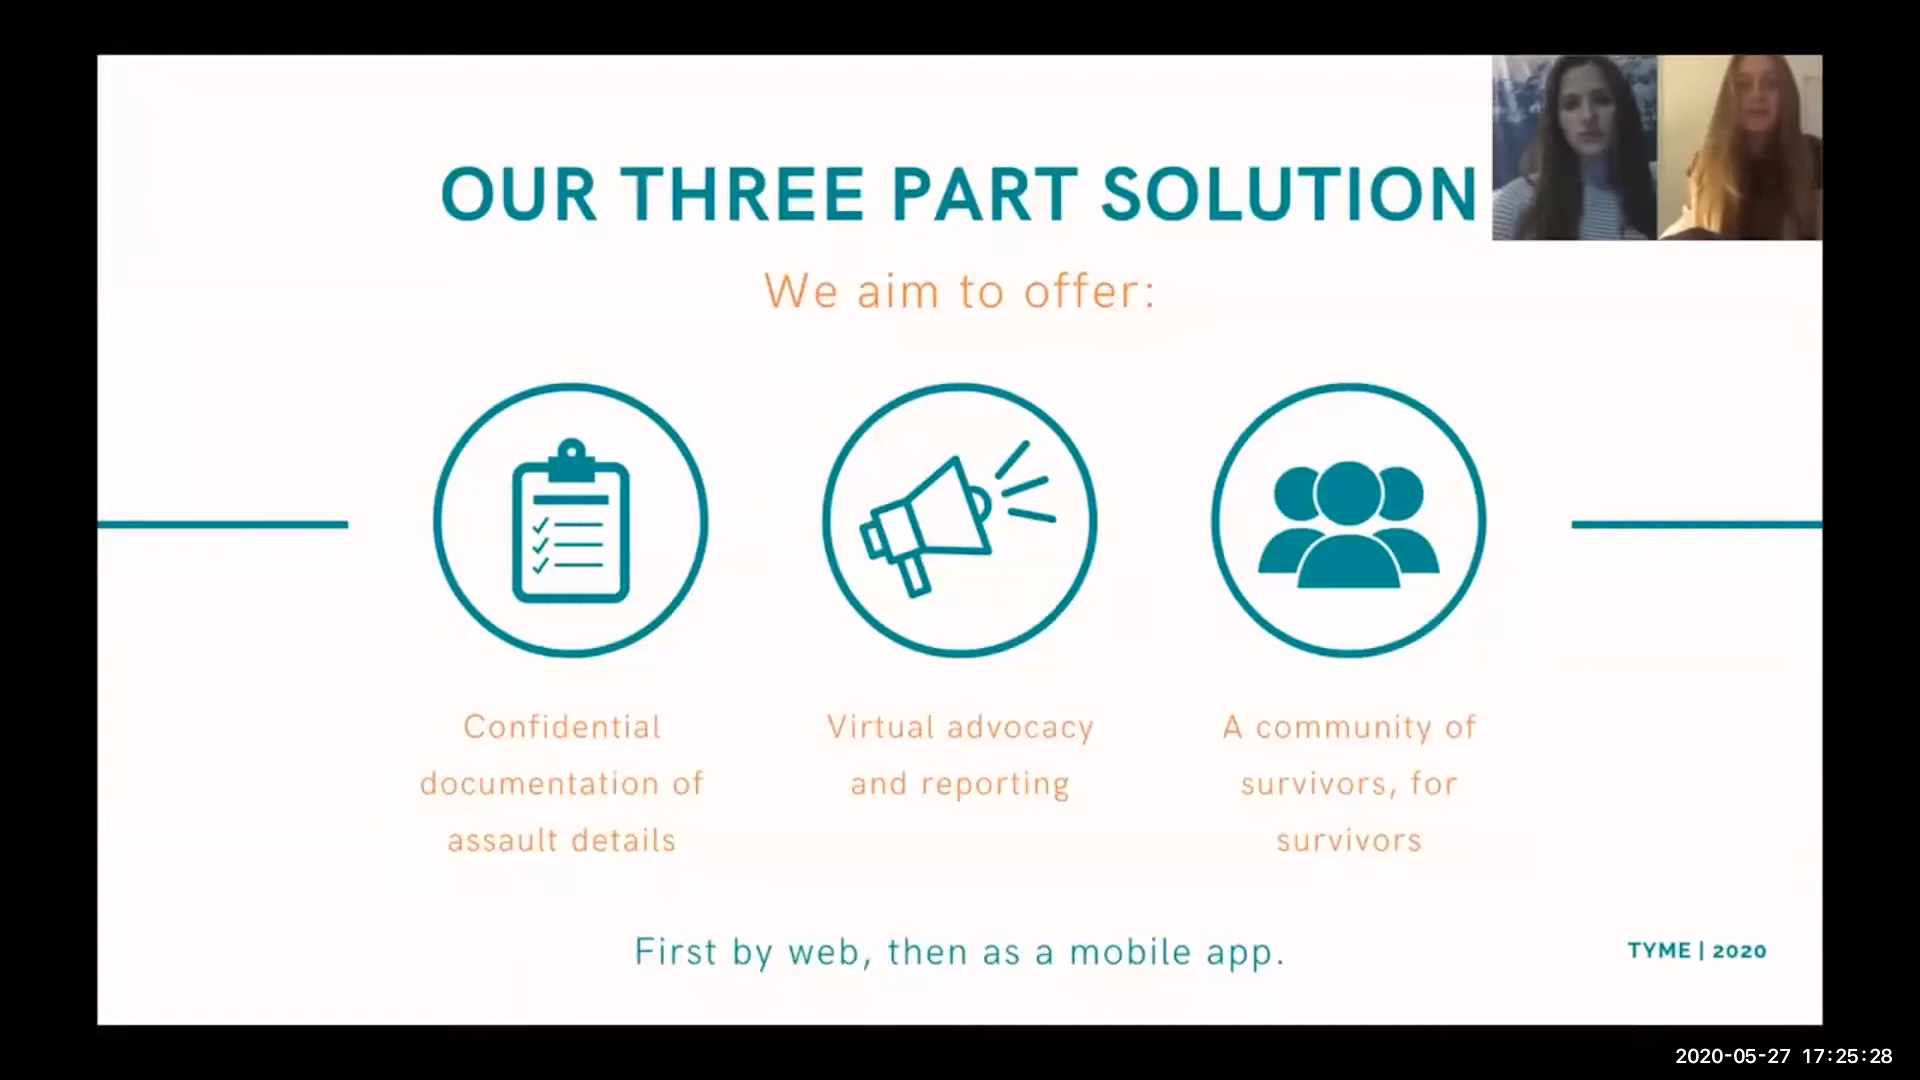 OUR THREE PART SOLUTION
We aim to offer:
Confidential
documentation of
assault details
Virtual advocacy
and reporting
A community of
survivors, for
survivors
First by web, then as a mobile app.
TYME | 2020
2020-05-27 17:25:28